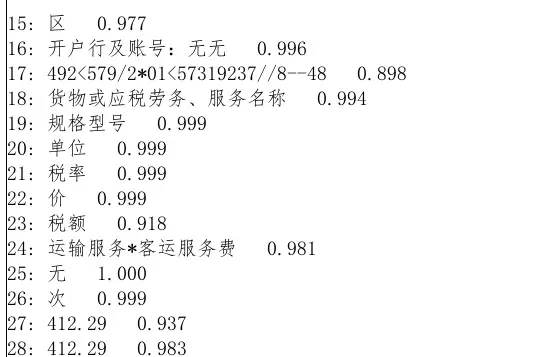 15: 区 0.977
16: 开户行及账号: 无无 0.996
17: 492<579/2*01<57319237//8--48 0.898
18: 货物或应税劳务、服务名称 0.994
19: 规格型号 0.999
20: 单位 0.999
21: 税率 0.999
22: 价 0.999
23: 税额 0.918
24: 运输服务*客运服务费 0.981
25: 无 1.000
26: 次 0.999
27: 412.29 0.937
28: 412.29 0.983